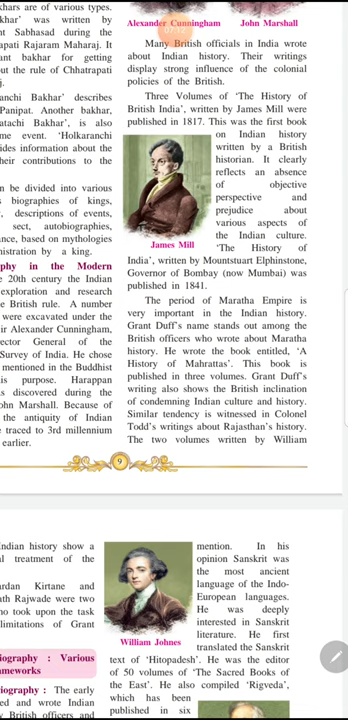 khars are of various types.
khar' was written by
nt Sabhasad during the
apati Rajaram Maharaj. It
ant bakhar for getting
out the rule of Chhatrapati
j.
anchi Bakhar' describes
Panipat. Another bakhar,
atachi Bakhar', is also
me event. 'Holkaranchi
ides information about the
heir contributions to the
n be divided into various
s biographies of kings,
, descriptions of events,
sect, autobiographies,
ance, based on mythologies
nistration by a king.
phy in the Modern
e 20th century the Indian
exploration and research
e British rule. A number
were excavated under the
ir Alexander Cunningham,
rector General of the
Survey of India. He chose
mentioned in the Buddhist
is purpose. Harappan
s discovered during the
ohn Marshall. Because of
the antiquity of Indian
e traced to 3rd millennium
earlier.
07:12
Alexander Cunningham John Marshall
Many British officials in India wrote
about Indian history. Their writings
display strong influence of the colonial
policies of the British.
Three Volumes of 'The History of
British India', written by James Mill were
published in 1817. This was the first book
on Indian history
written by a British
historian. It clearly
reflects an absence
of objective
perspective and
prejudice about
various aspects of
the Indian culture.
James Mill
'The History of
India', written by Mountstuart Elphinstone,
Governor of Bombay (now Mumbai) was
published in 1841.
The period of Maratha Empire is
very important in the Indian history.
Grant Duff's name stands out among the
British officers who wrote about Maratha
history. He wrote the book entitled, 'A
History of Mahrattas'. This book is
published in three volumes. Grant Duff's
writing also shows the British inclination
of condemning Indian culture and history.
Similar tendency is witnessed in Colonel
Todd's writings about Rajasthan's history.
The two volumes written by William
9
Indian history show a
al treatment of the
ardan Kirtane and
ath Rajwade were two
ho took upon the task
limitations of Grant
iography : Various
ameworks
iography : The early
ed and wrote Indian
y British officers and
William Johnes
mention. In his
opinion Sanskrit was
the most ancient
language of the Indo-
European languages.
He was deeply
interested in Sanskrit
literature. He first
translated the Sanskrit
text of 'Hitopadesh'. He was the editor
of 50 volumes of 'The Sacred Books of
the East'. He also compiled 'Rigveda',
which has been
published in six